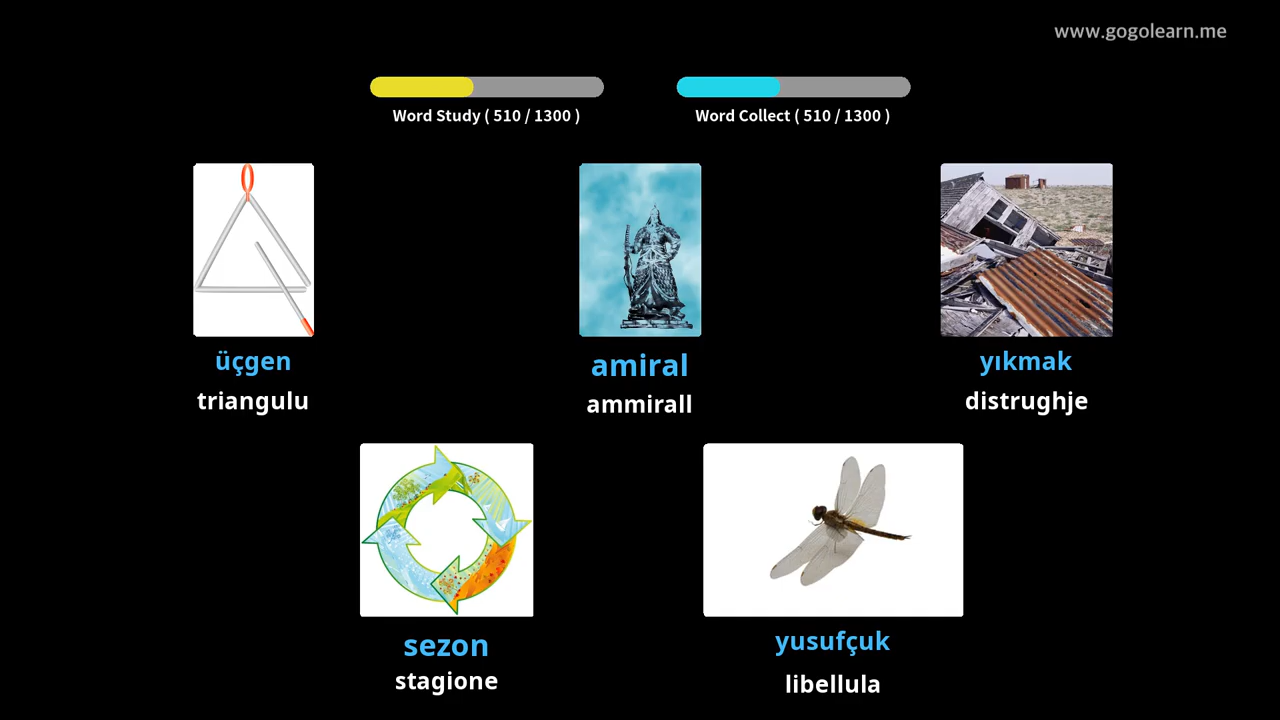 www.gogolearn.me
Word Study ( 510 / 1300 )
Word Collect ( 510 / 1300 )
üçgen
triangulu
amiral
ammirall
yıkmak
distrughje
sezon
stagione
yusufçuk
libellula